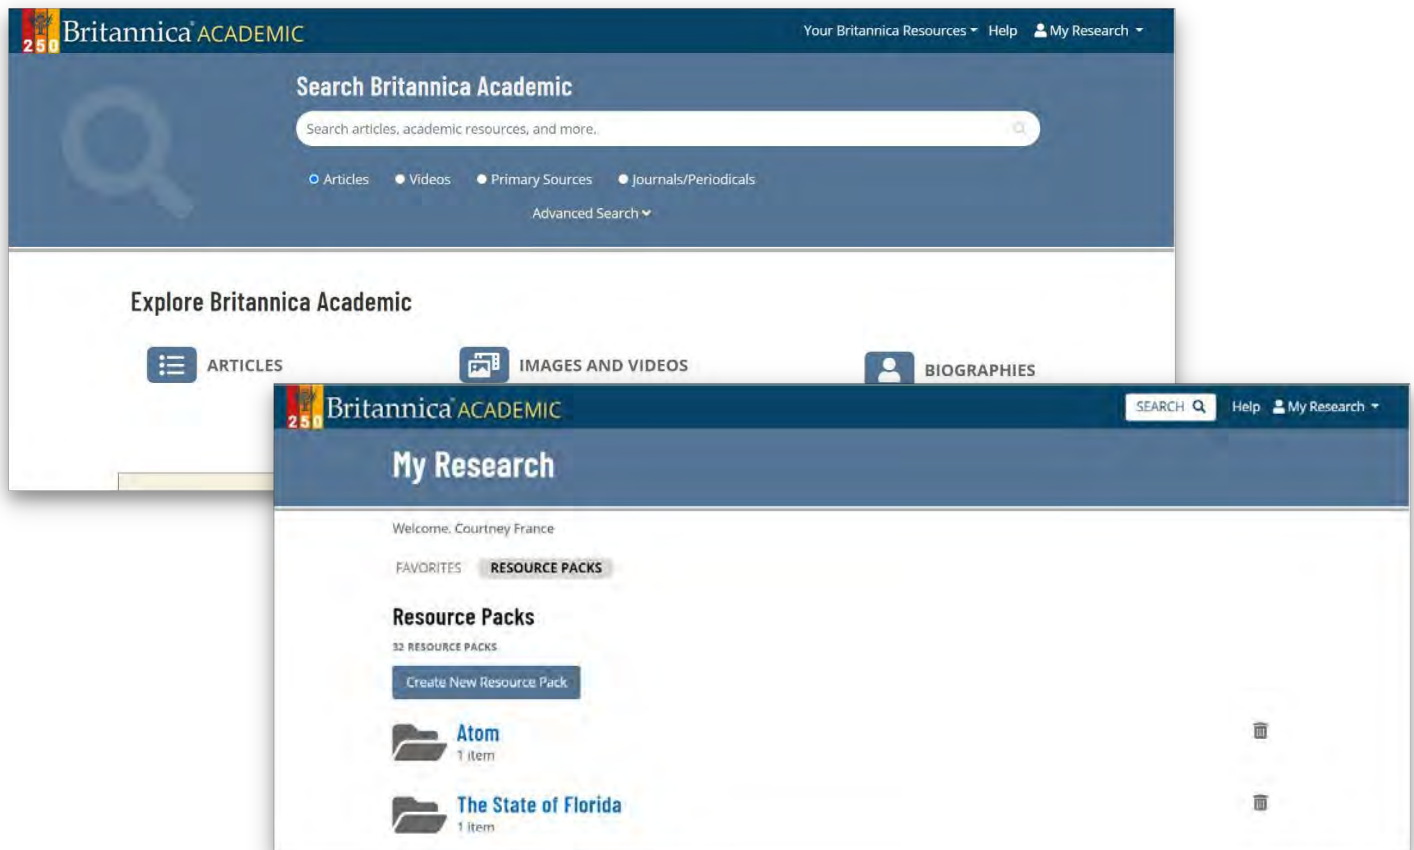 250 Britannica ACADEMIC
Your Britannica Resources Help My Research
Search Britannica Academic
Search articles, academic resources, and more.
Articles Videos Primary Sources Journals/Periodicals
Advanced Search
Explore Britannica Academic
ARTICLES IMAGES AND VIDEOS BIOGRAPHIES
250 Britannica ACADEMIC
SEARCH Help My Research
My Research
Welcome, Courtney France
FAVORITES RESOURCE PACKS
Resource Packs
32 RESOURCE PACKS
Create New Resource Pack
Atom
1 item
The State of Florida
1 item